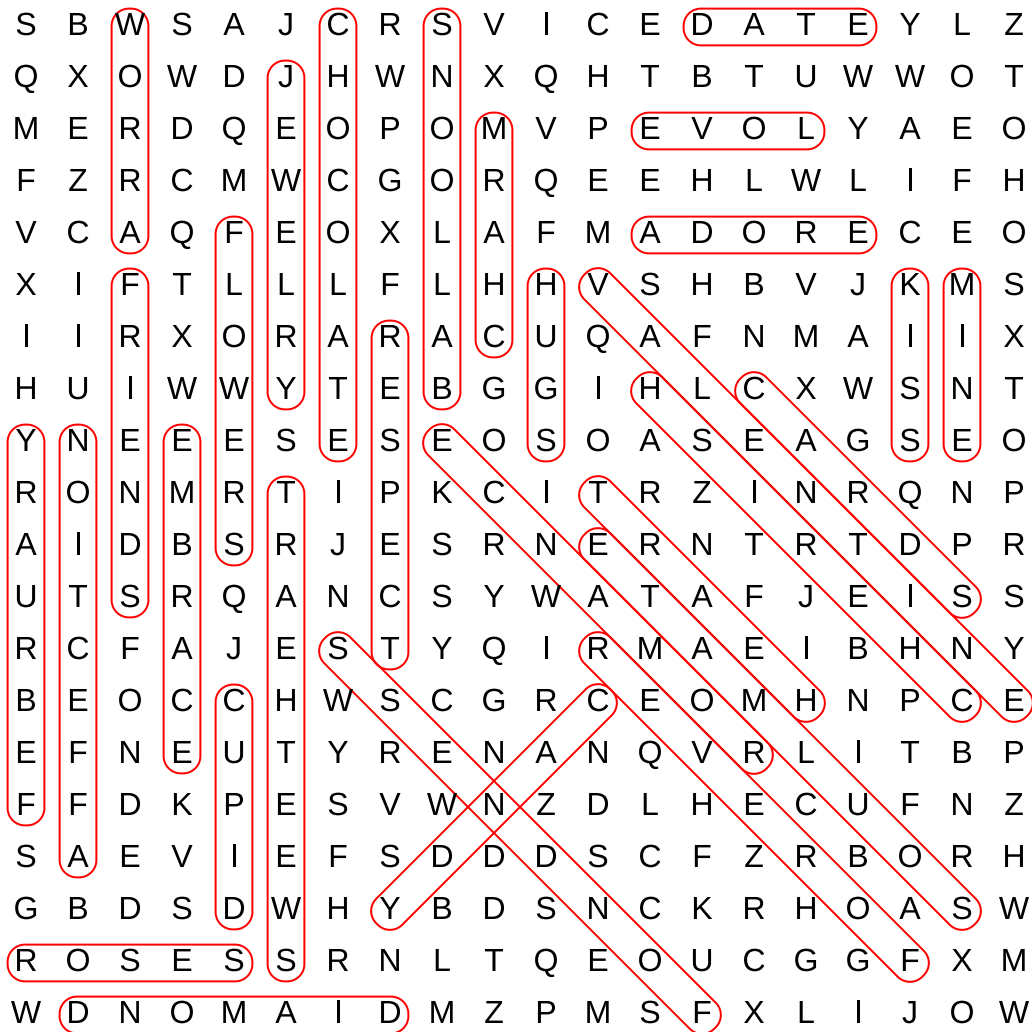 S B W S A J C R S V I C E D A T E Y L Z
Q X O W D J H W N X Q H T B T U W W O T
M E R D Q E O P O M V P E V O L Y A E O
F Z R C M W C G O R Q E E H L W L I F H
V C A Q F E O X L A F M A D O R E C E O
X I F T L L L F L H H V S H B V J K M S
I I R X O R A R A C U Q A F N M A I I X
H U I W W Y T E B G G I H L C X W S N T
Y N E E E S E S E O S O A S E A G S E O
R O N M R T I P K C I T R Z I N R Q N P
A I D B S R J E S R N E R N T R T D P R
U T S R Q A N C S Y W A T A F J E I S S
R C F A J E S T Y Q I R M A E I B H N Y
B E O C C H W S C G R C E O M H N P C E
E F N E U T Y R E N A N Q V R L I T B P
F F D K P E S V W N Z D L H E C U F N Z
S A E V I E F S D D D S C F Z R B O R H
G B D S D W H Y B D S N C K R H O A S W
R O S E S S R N L T Q E O U C G G F X M
W D N O M A I D M Z P M S F X L I J O W